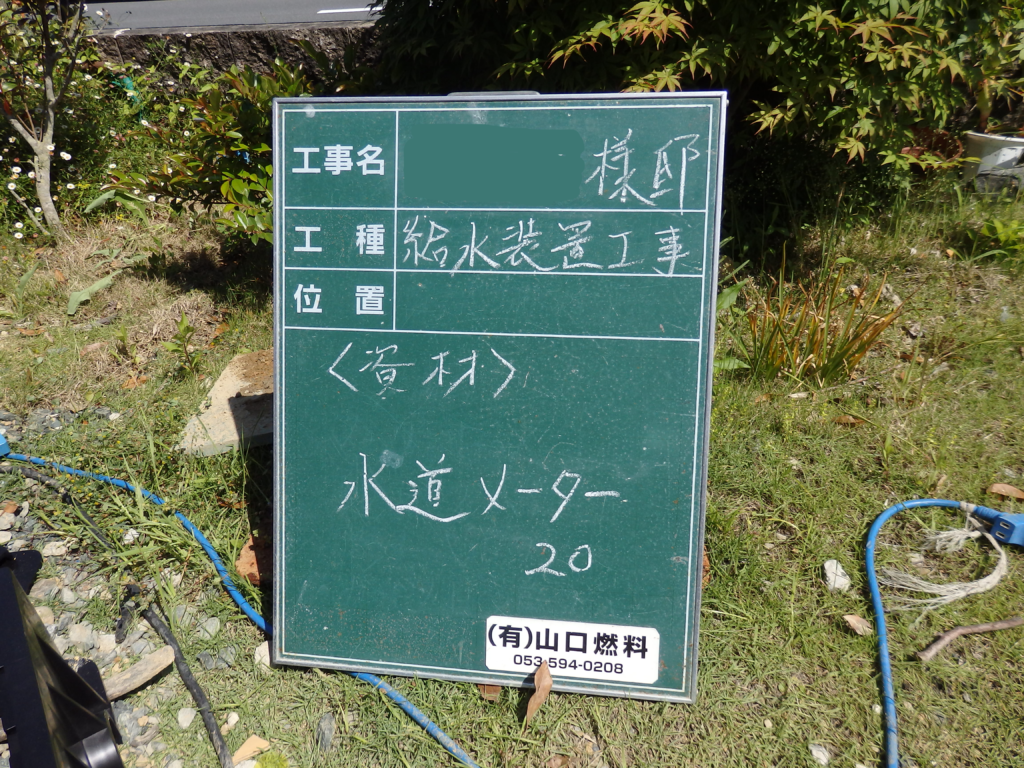 工事名 様邸
工種 給水装置工事
位置
〈資材〉
水道メーター
20
(有)山口燃料
053-594-0208